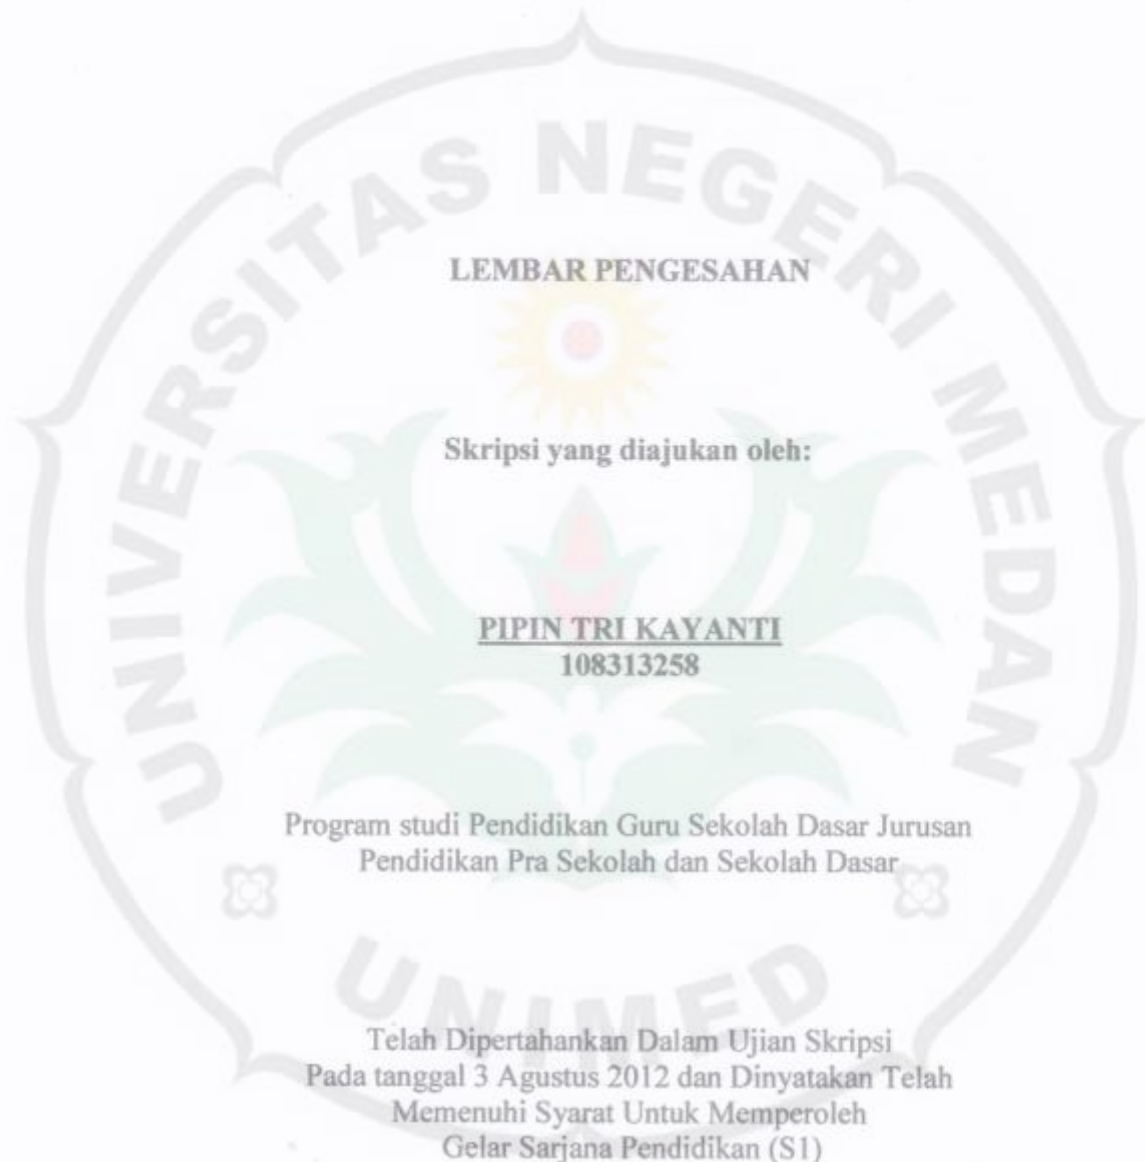 UNIVERSITAS NEGERI MEDAN
LEMBAR PENGESAHAN
Skripsi yang diajukan oleh:
PIPIN TRI KAYANTI
108313258
Program studi Pendidikan Guru Sekolah Dasar Jurusan
Pendidikan Pra Sekolah dan Sekolah Dasar
UNIMED
Telah Dipertahankan Dalam Ujian Skripsi
Pada tanggal 3 Agustus 2012 dan Dinyatakan Telah
Memenuhi Syarat Untuk Memperoleh
Gelar Sarjana Pendidikan (S1)